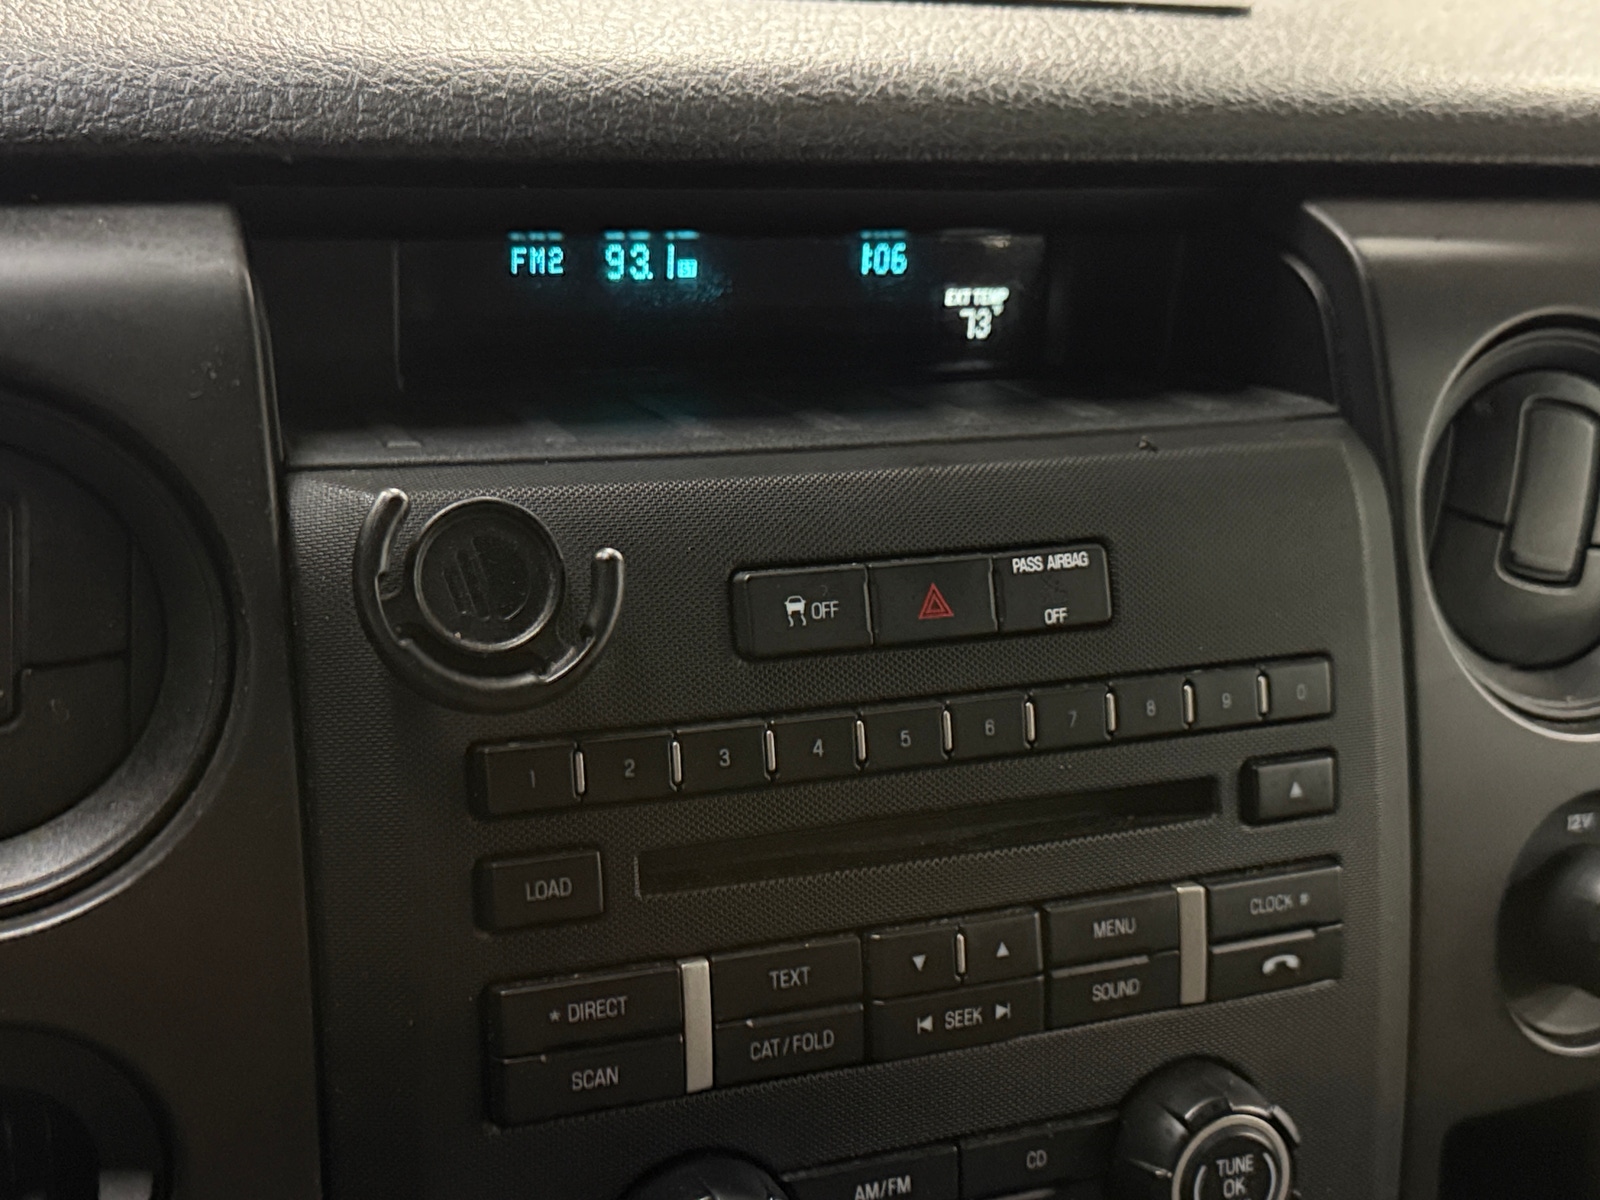 FM2 93.1 ST 1:06
EXT TEMP
73°
OFF
PASS AIRBAG
OFF
1 2 3 4 5 6 7 8 9 0
LOAD
12V
CLOCK #
MENU
TEXT
* DIRECT
SOUND
SEEK
CAT/FOLD
SCAN
CD
AM/FM
TUNE
OK